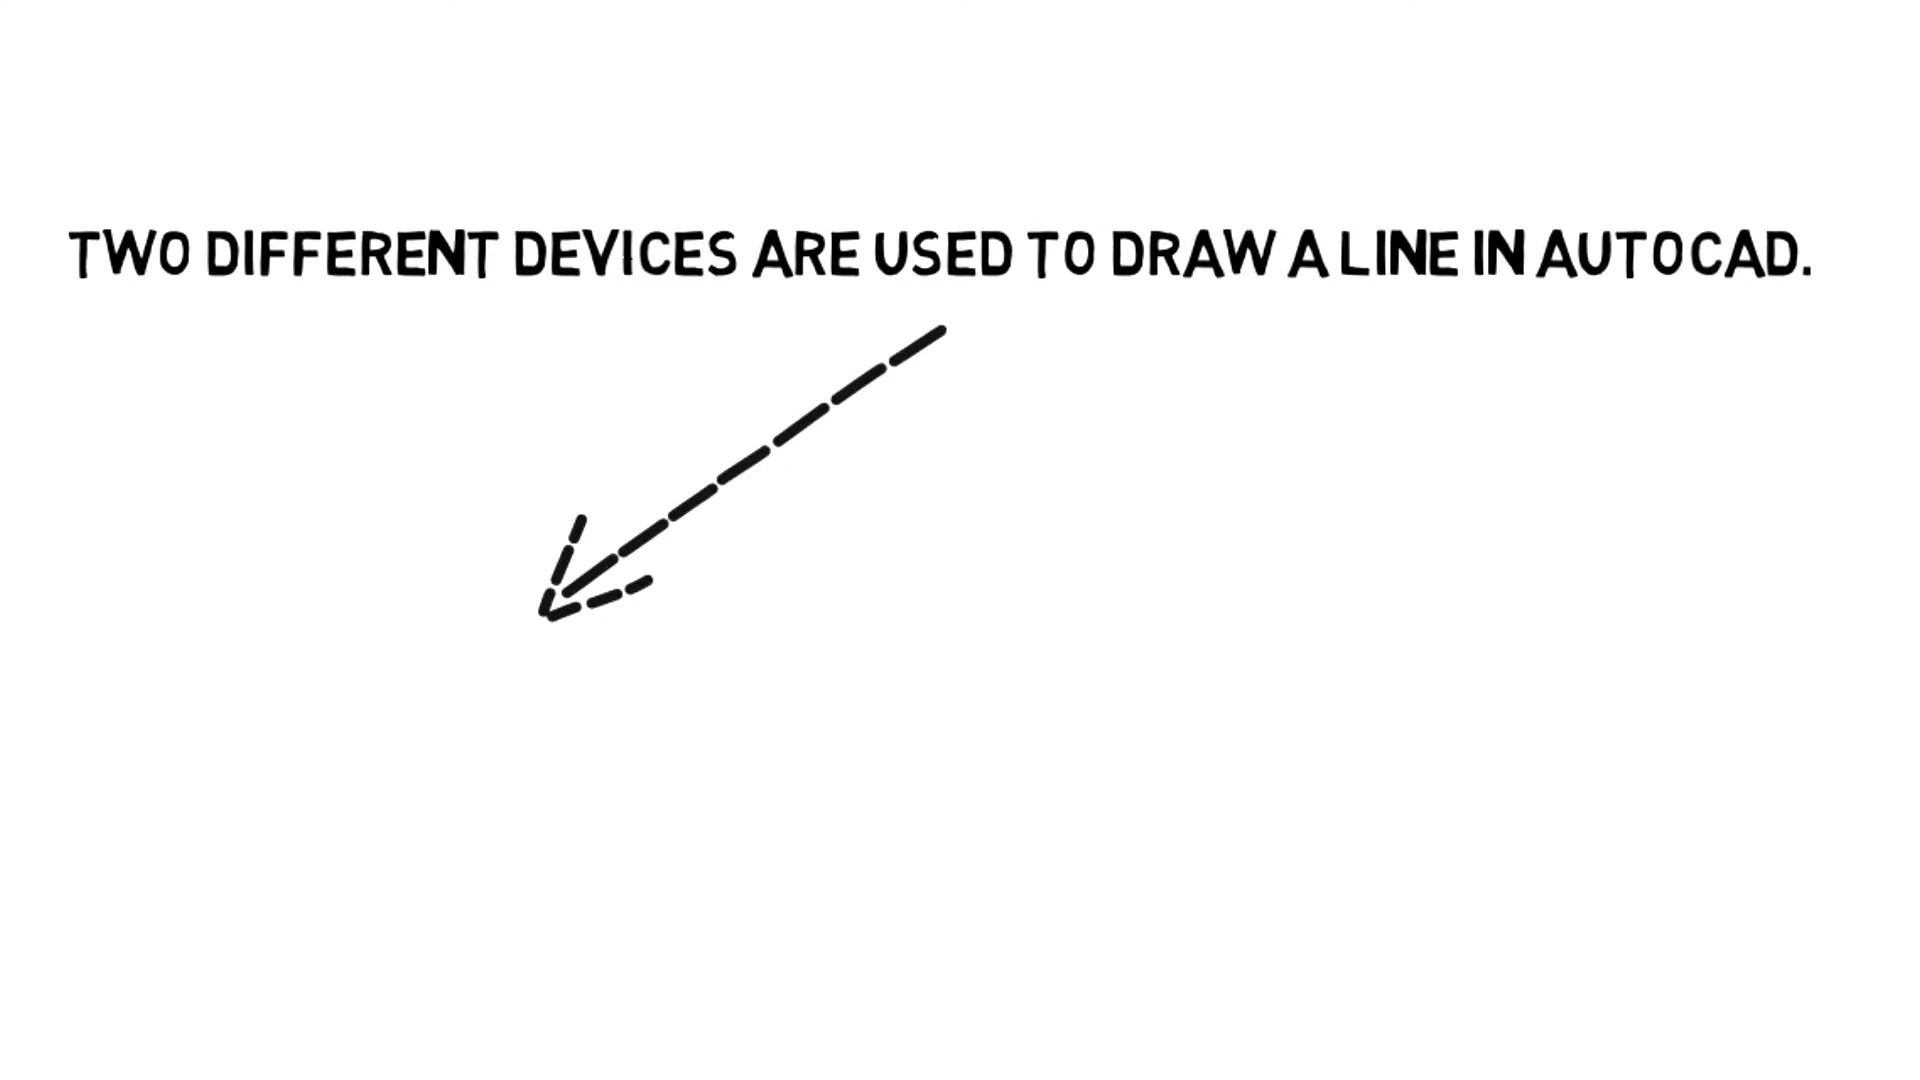 TWO DIFFERENT DEVICES ARE USED TO DRAW A LINE IN AUTOCAD.